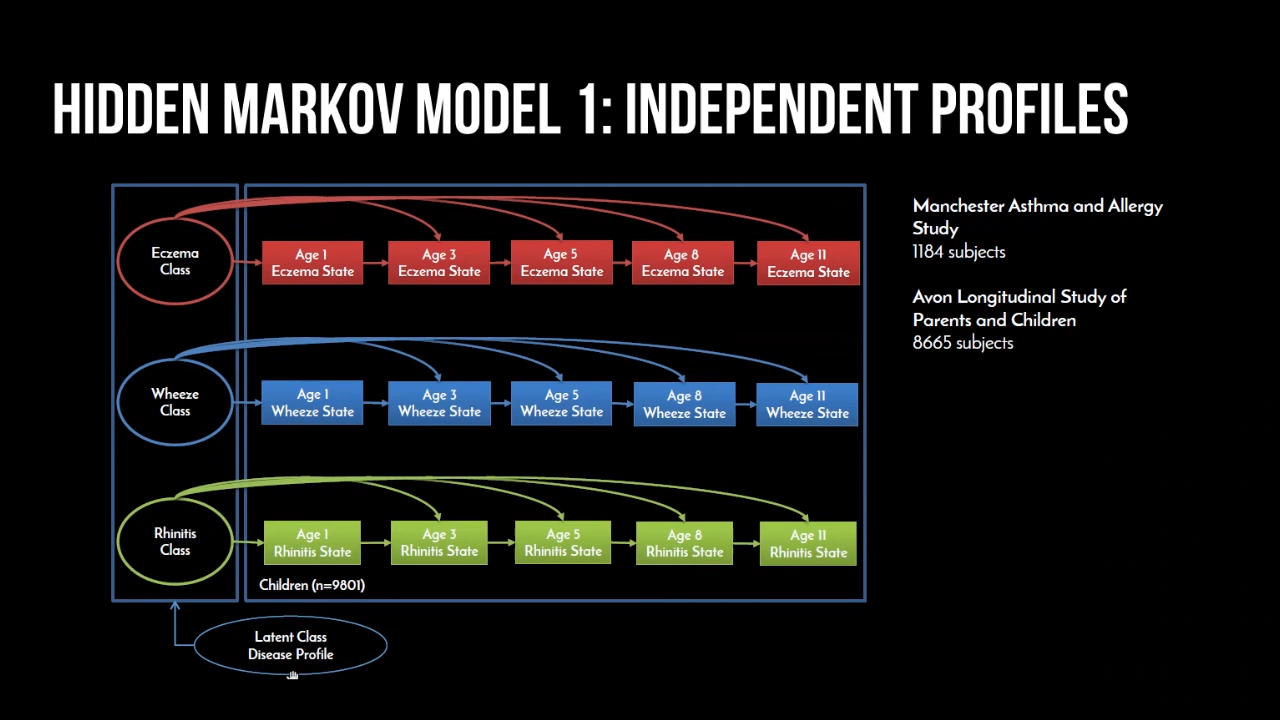 HIDDEN MARKOV MODEL 1: INDEPENDENT PROFILES
Eczema
Class
Age 1
Eczema State
Age 3
Eczema State
Age 5
Eczema State
Age 8
Eczema State
Age 11
Eczema State
Wheeze
Class
Age 1
Wheeze State
Age 3
Wheeze State
Age 5
Wheeze State
Age 8
Wheeze State
Age 11
Wheeze State
Rhinitis
Class
Age 1
Rhinitis State
Age 3
Rhinitis State
Age 5
Rhinitis State
Age 8
Rhinitis State
Age 11
Rhinitis State
Children (n=9801)
Latent Class
Disease Profile
Manchester Asthma and Allergy
Study
1184 subjects
Avon Longitudinal Study of
Parents and Children
8665 subjects